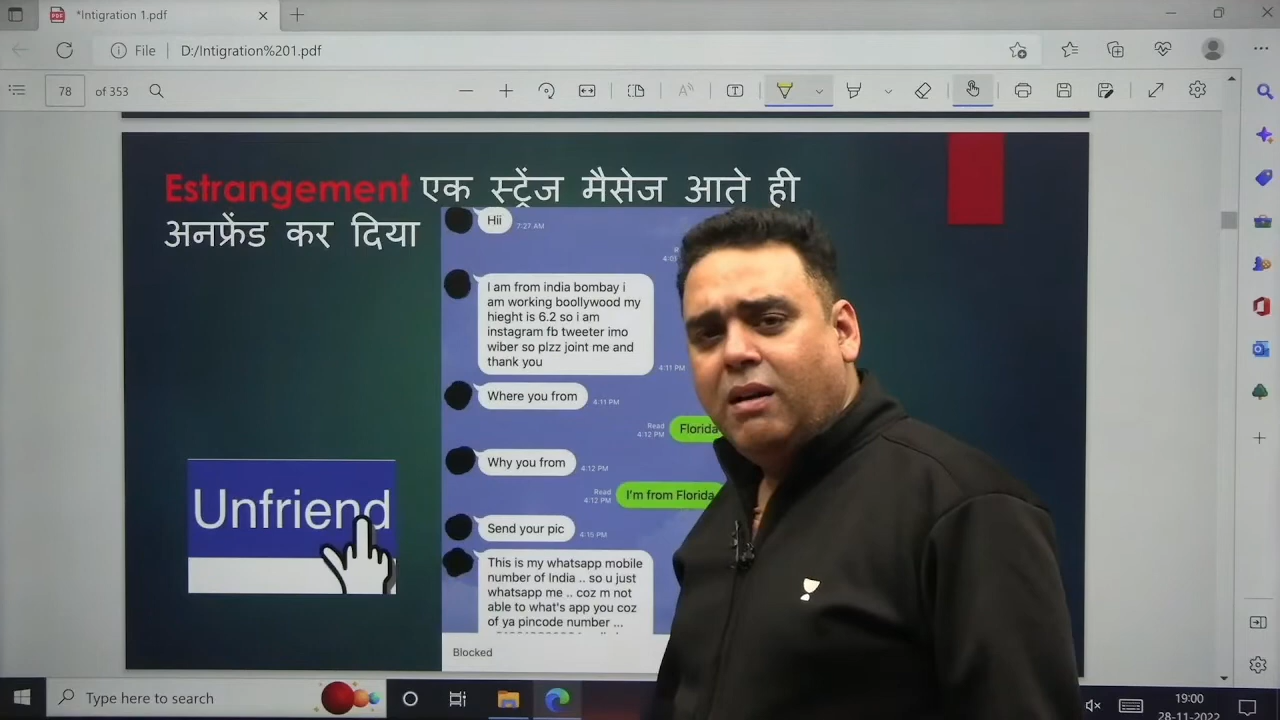 *Intigration 1.pdf
File
D:/Intigration%201.pdf
78 of 353
Estrangement एक स्ट्रेंज मैसेज आते ही
अनफ्रेंड कर दिया
Hii
7:27 AM
4:0
I am from india bombay i
am working boollywood my
hieght is 6.2 so i am
instagram fb tweeter imo
wiber so plzz joint me and
thank you
4:11 PM
Where you from
4:11 PM
Read
4:12 PM
Florida
Why you from
4:12 PM
Read
4:12 PM
I'm from Florida
Send your pic
4:15 PM
This is my whatsapp mobile
number of India .. so u just
whatsapp me .. coz m not
able to what's app you coz
of ya pincode number ...
Blocked
Unfriend
Type here to search
19:00
28-11-2022